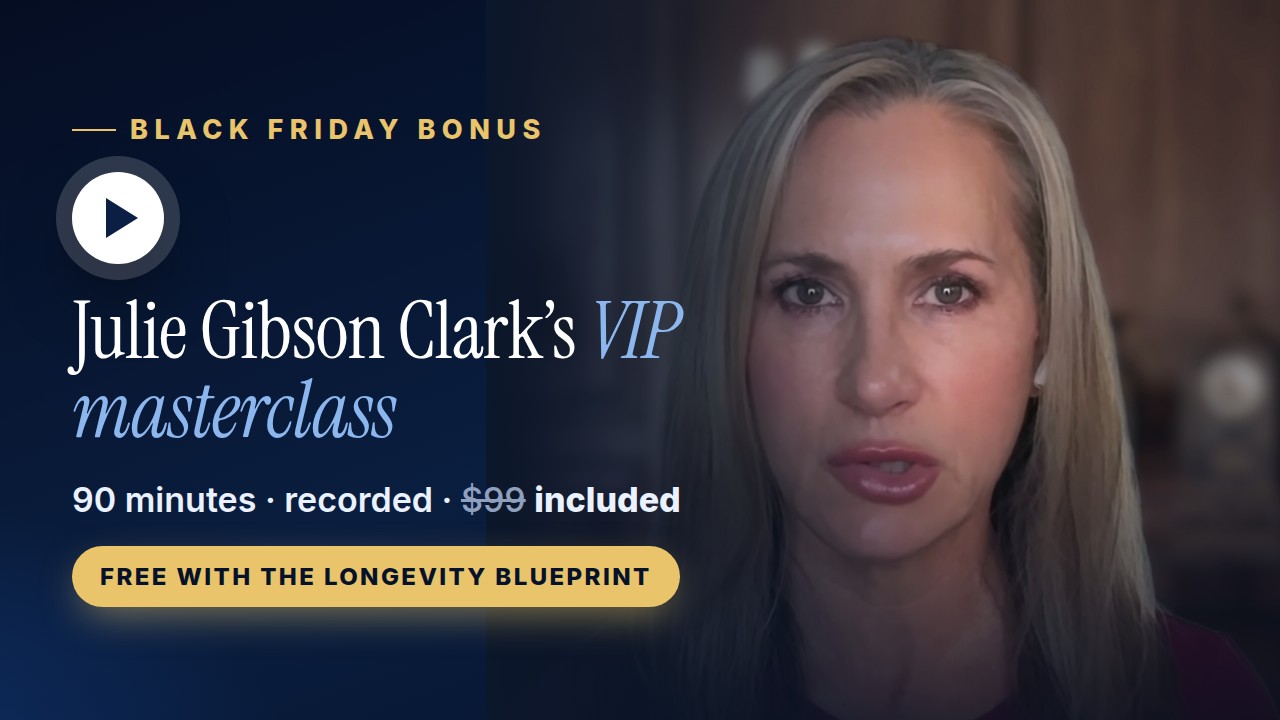 BLACK FRIDAY BONUS
Julie Gibson Clark’s VIP
masterclass
90 minutes · recorded · $99 included
FREE WITH THE LONGEVITY BLUEPRINT